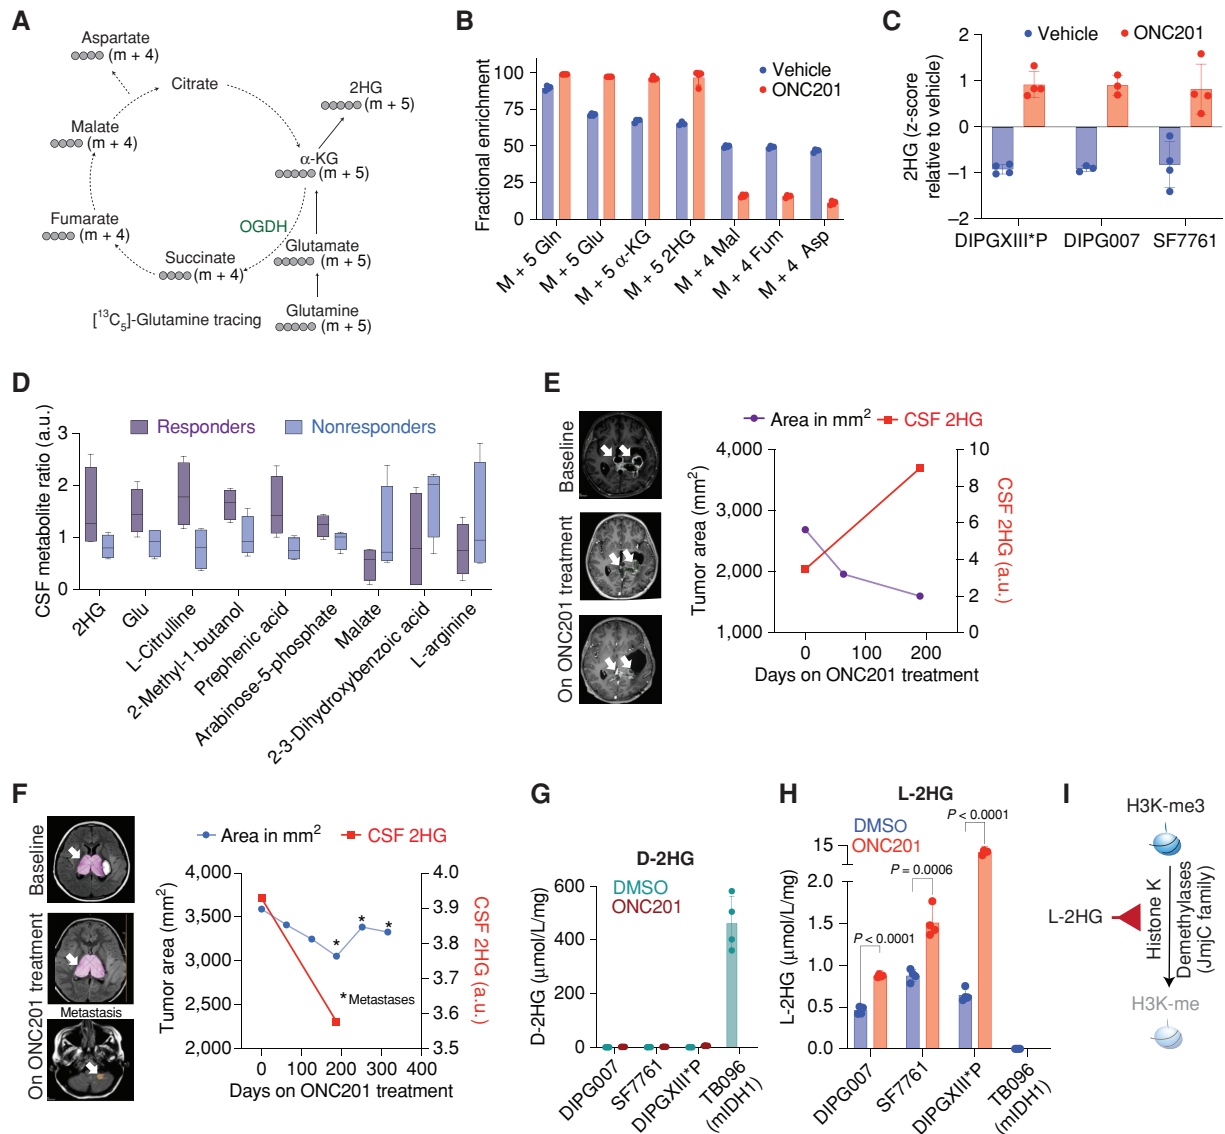 A
Aspartate
(m + 4)
Citrate
2HG
(m + 5)
Malate
(m + 4)
α-KG
(m + 5)
OGDH
Fumarate
(m + 4)
Glutamate
(m + 5)
Succinate
(m + 4)
Glutamine
(m + 5)
[¹³C₅]-Glutamine tracing
B
Vehicle
ONC201
Fractional enrichment
100
75
50
25
0
M + 5 Gln
M + 5 Glu
M + 5 α-KG
M + 5 2HG
M + 4 Mal
M + 4 Fum
M + 4 Asp
C
Vehicle
ONC201
2HG (z-score
relative to vehicle)
2
1
0
–1
–2
DIPGXIII*P
DIPG007
SF7761
D
Responders
Nonresponders
CSF metabolite ratio (a.u.)
3
2
1
0
2HG
Glu
L-Citrulline
2-Methyl-1-butanol
Prephenic acid
Arabinose-5-phosphate
Malate
2-3-Dihydroxybenzoic acid
L-arginine
E
Baseline
On ONC201 treatment
Area in mm²
CSF 2HG
Tumor area (mm²)
4,000
3,000
2,000
1,000
10
8
6
4
2
0
CSF 2HG (a.u.)
0
100
200
Days on ONC201 treatment
F
Baseline
On ONC201 treatment
Metastasis
Area in mm²
CSF 2HG
Tumor area (mm²)
4,000
3,500
3,000
2,500
2,000
4.0
3.9
3.8
3.7
3.6
3.5
CSF 2HG (a.u.)
*
*
*
* Metastases
0
100
200
300
400
Days on ONC201 treatment
G
D-2HG
DMSO
ONC201
D-2HG (μmol/L/mg)
600
400
200
0
DIPG007
SF7761
DIPGXIII*P
TB096
(mIDH1)
H
L-2HG
DMSO
ONC201
P < 0.0001
P = 0.0006
P < 0.0001
L-2HG (μmol/L/mg)
15
2.0
1.5
1.0
0.5
0.0
DIPG007
SF7761
DIPGXIII*P
TB096
(mIDH1)
I
H3K-me3
L-2HG
Histone K
Demethylases
(JmjC family)
H3K-me